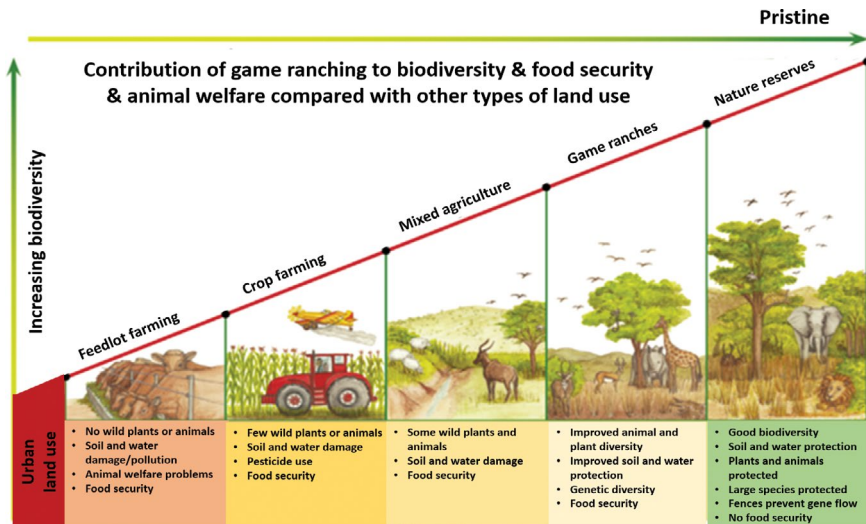 Pristine
Contribution of game ranching to biodiversity & food security
& animal welfare compared with other types of land use
Increasing biodiversity
Urban
land use
Feedlot farming
Crop farming
Mixed agriculture
Game ranches
Nature reserves
• No wild plants or animals
• Soil and water
damage/pollution
• Animal welfare problems
• Food security
• Few wild plants or animals
• Soil and water damage
• Pesticide use
• Food security
• Some wild plants and
animals
• Soil and water damage
• Food security
• Improved animal and
plant diversity
• Improved soil and water
protection
• Genetic diversity
• Food security
• Good biodiversity
• Soil and water protection
• Plants and animals
protected
• Large species protected
• Fences prevent gene flow
• No food security